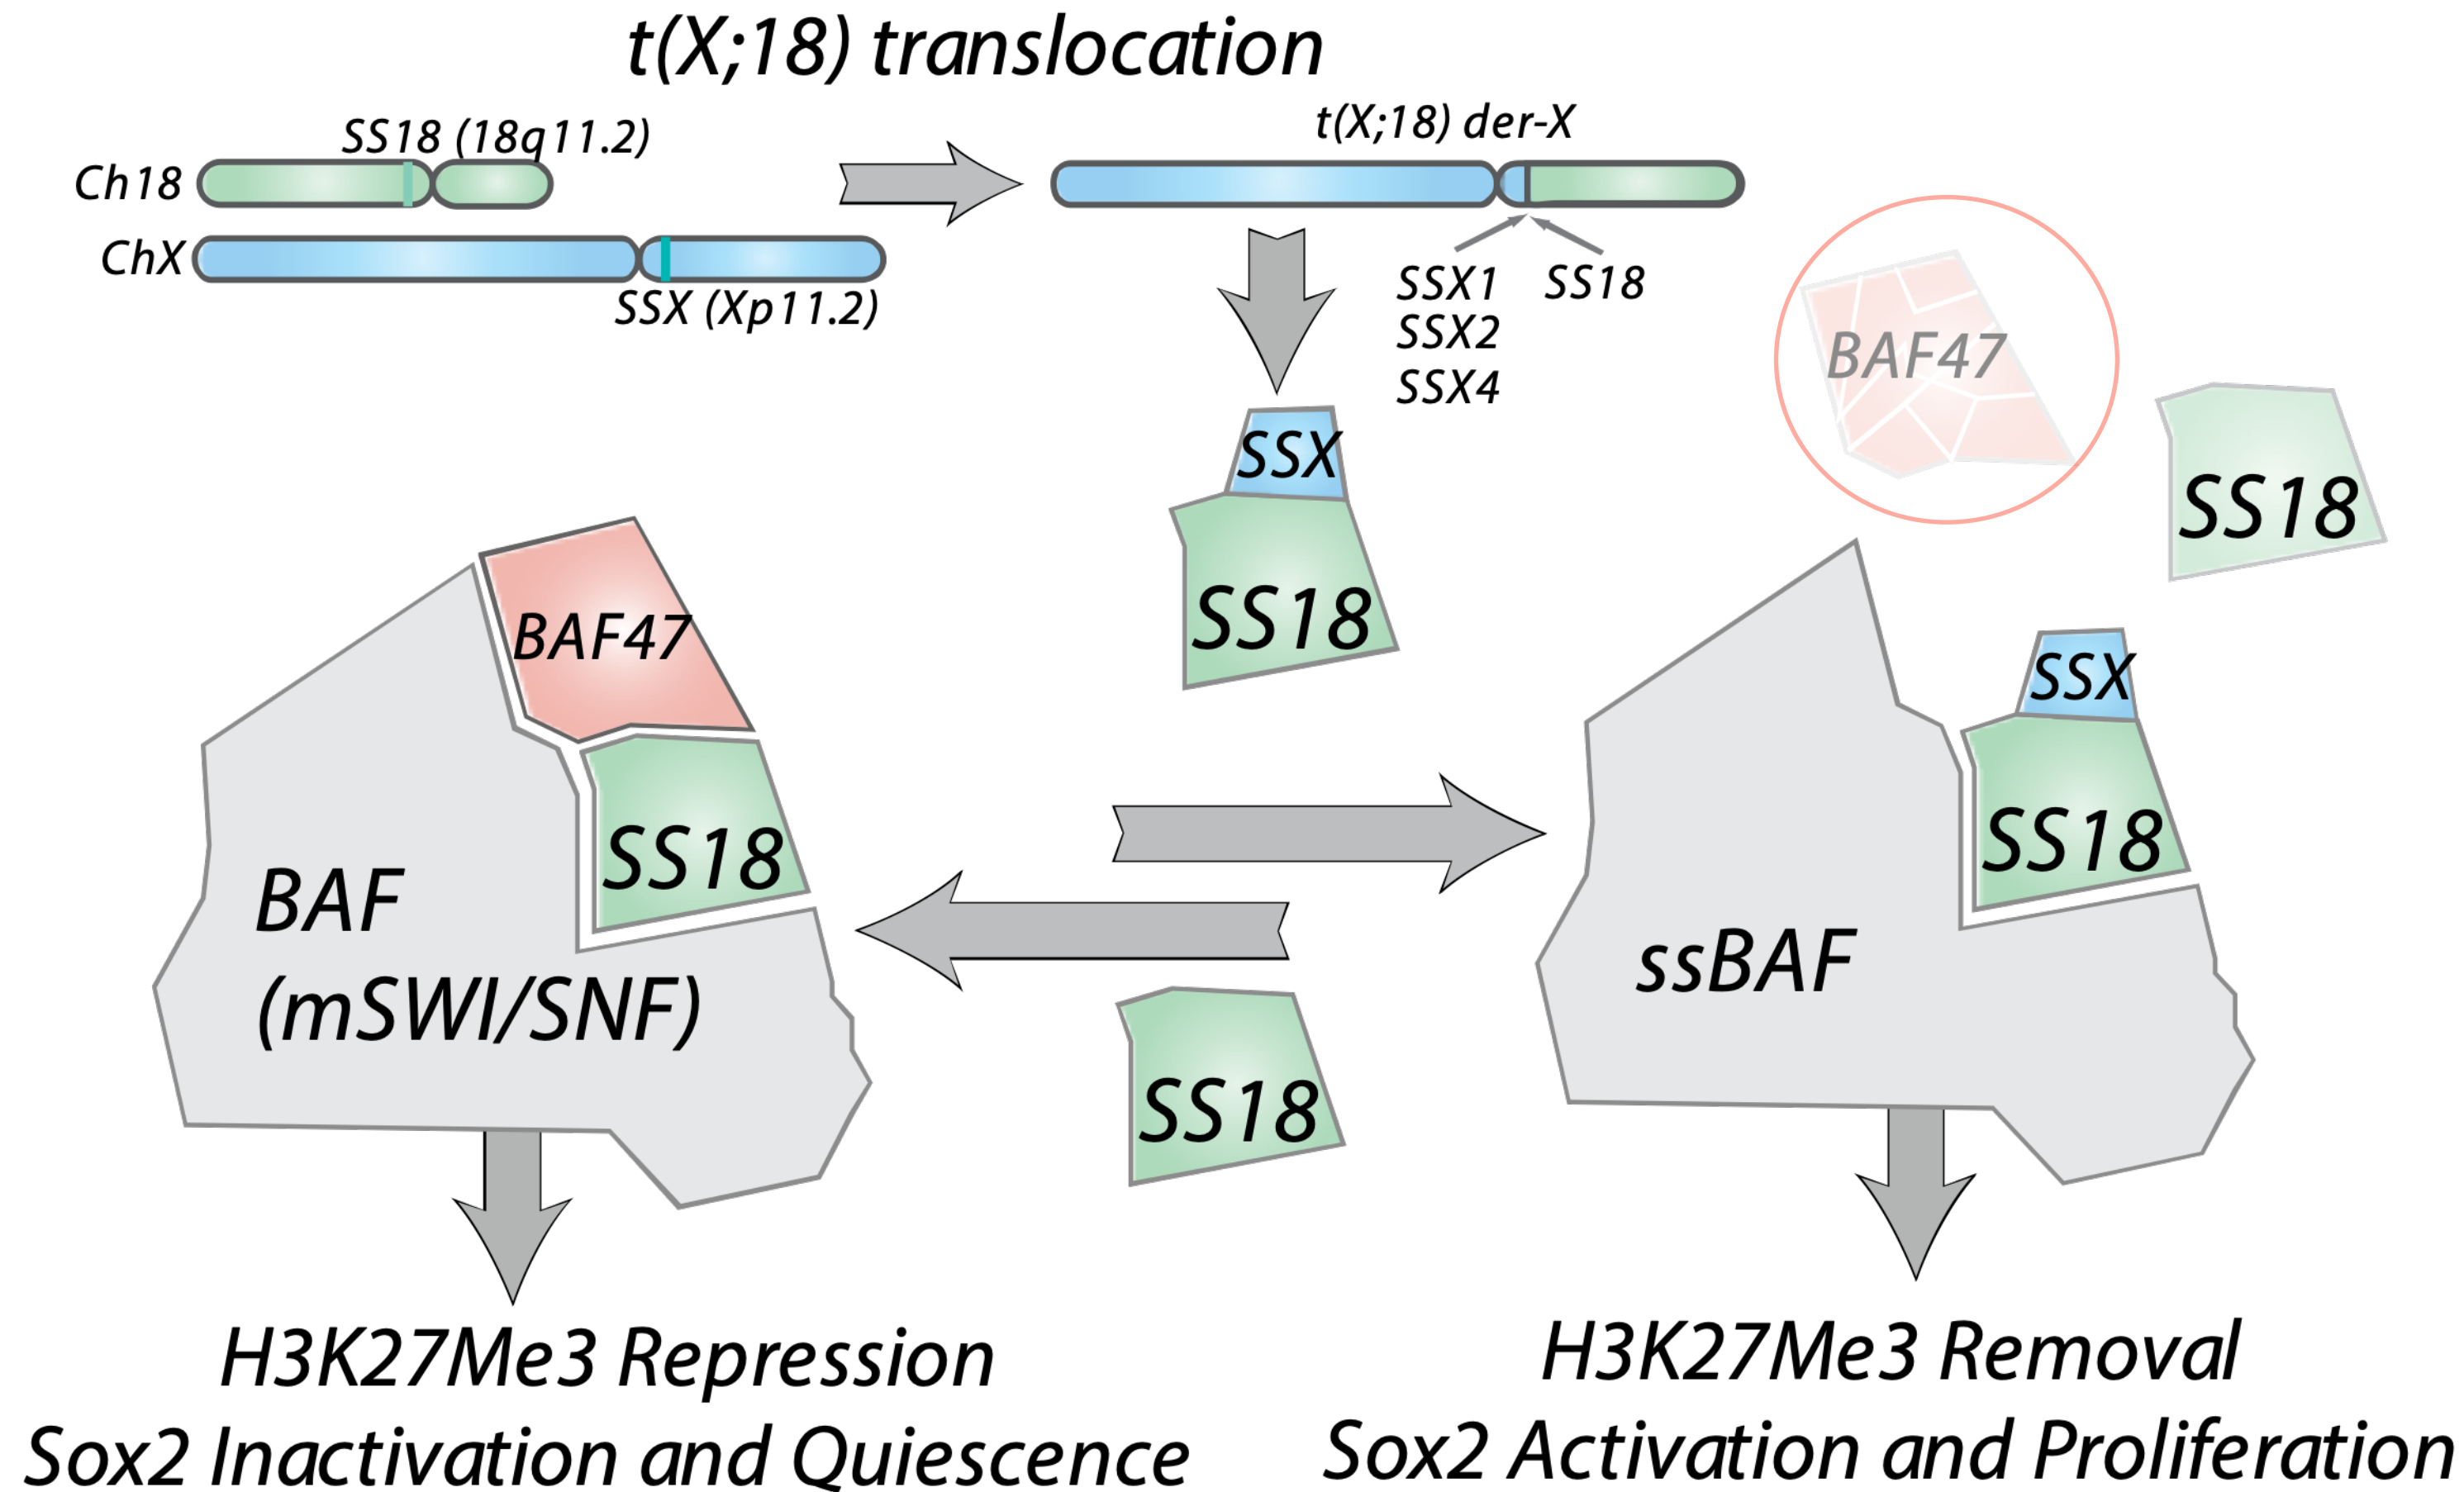 t(X;18) translocation
SS18 (18q11.2)
Ch18
ChX
SSX (Xp11.2)
t(X;18) der-X
SSX1
SS18
SSX2
SSX4
BAF47
SS18
SSX
SS18
BAF47
SS18
BAF
(mSWI/SNF)
SSX
SS18
ssBAF
SS18
H3K27Me3 Repression
Sox2 Inactivation and Quiescence
H3K27Me3 Removal
Sox2 Activation and Proliferation